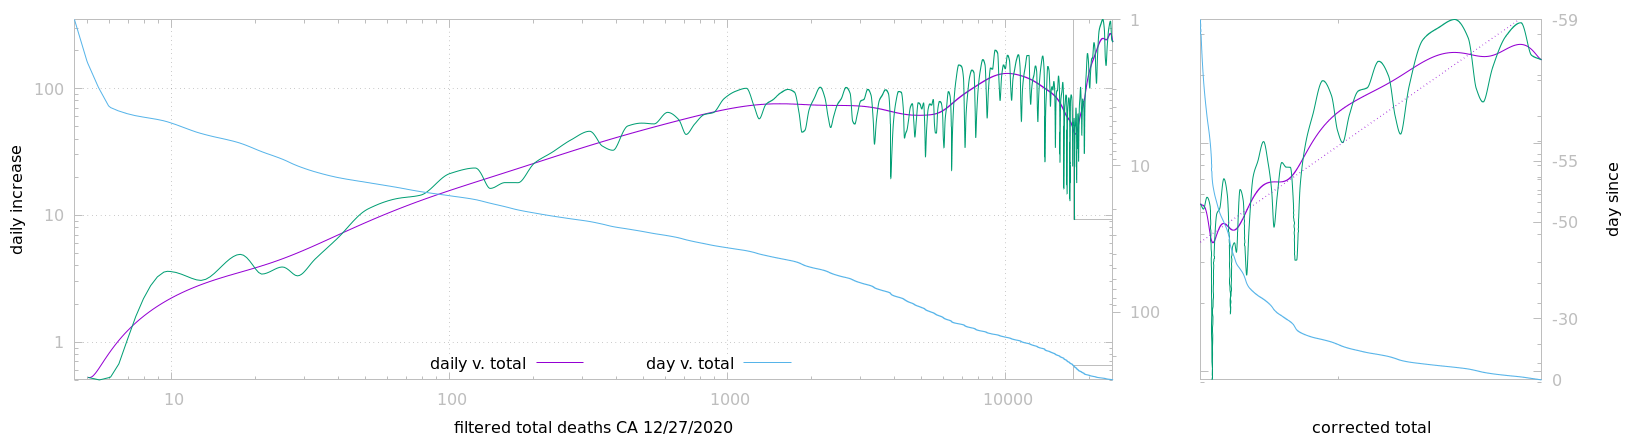 1
-59
100
daily increase
10
-55
day since
10
-50
100
-30
1
daily v. total
day v. total
0
10
100
1000
10000
filtered total deaths CA 12/27/2020
corrected total